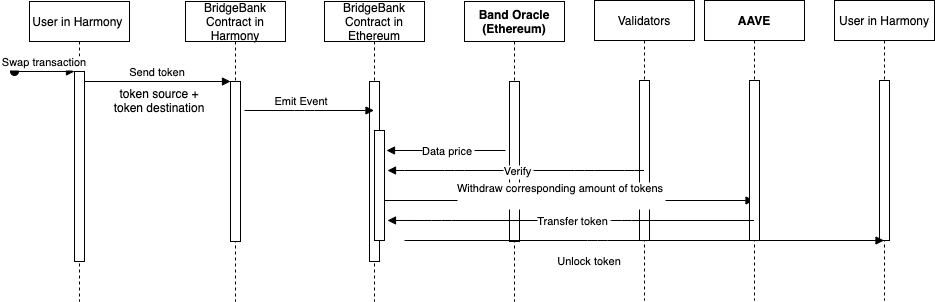 User in Harmony
BridgeBank
Contract in
Harmony
BridgeBank
Contract in
Ethereum
Band Oracle
(Ethereum)
Validators
AAVE
User in Harmony
Swap transaction
Send token
token source +
token destination
Emit Event
Data price
Verify
Withdraw corresponding amount of tokens
Transfer token
Unlock token